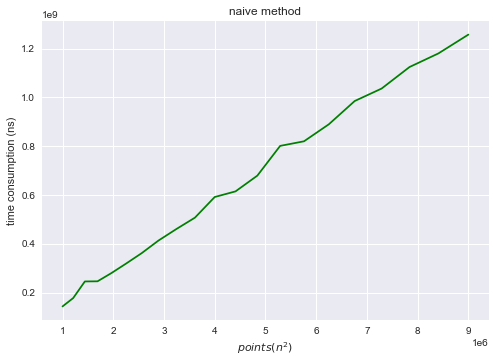 naive method
1e9
1.2
1.0
0.8
0.6
0.4
0.2
time consumption (ns)
1 2 3 4 5 6 7 8 9
1e6
points(n²)